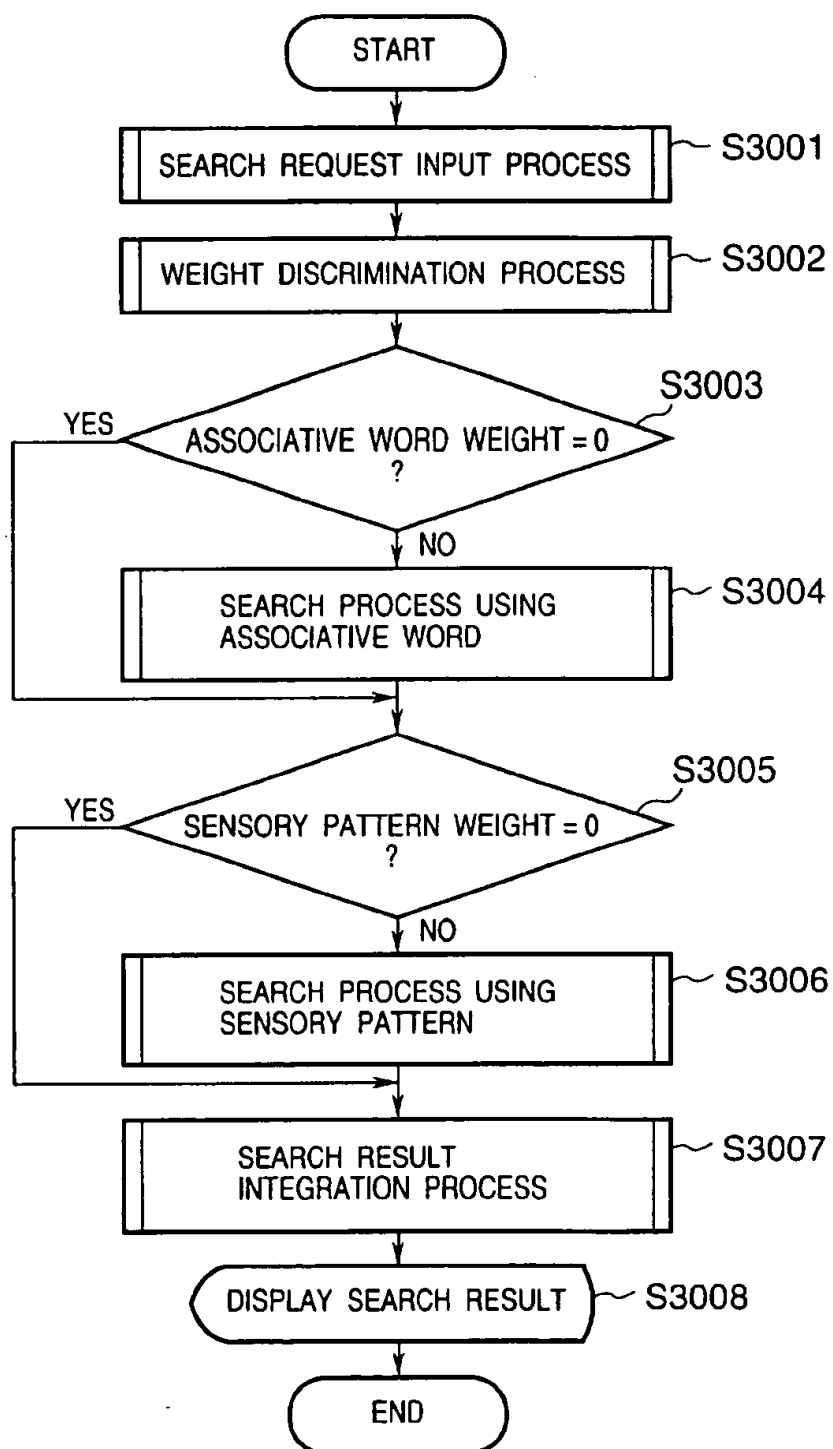 START
SEARCH REQUEST INPUT PROCESS
S3001
WEIGHT DISCRIMINATION PROCESS
S3002
S3003
YES
ASSOCIATIVE WORD WEIGHT = 0
?
NO
SEARCH PROCESS USING
ASSOCIATIVE WORD
S3004
S3005
YES
SENSORY PATTERN WEIGHT = 0
?
NO
SEARCH PROCESS USING
SENSORY PATTERN
S3006
SEARCH RESULT
INTEGRATION PROCESS
S3007
DISPLAY SEARCH RESULT
S3008
END